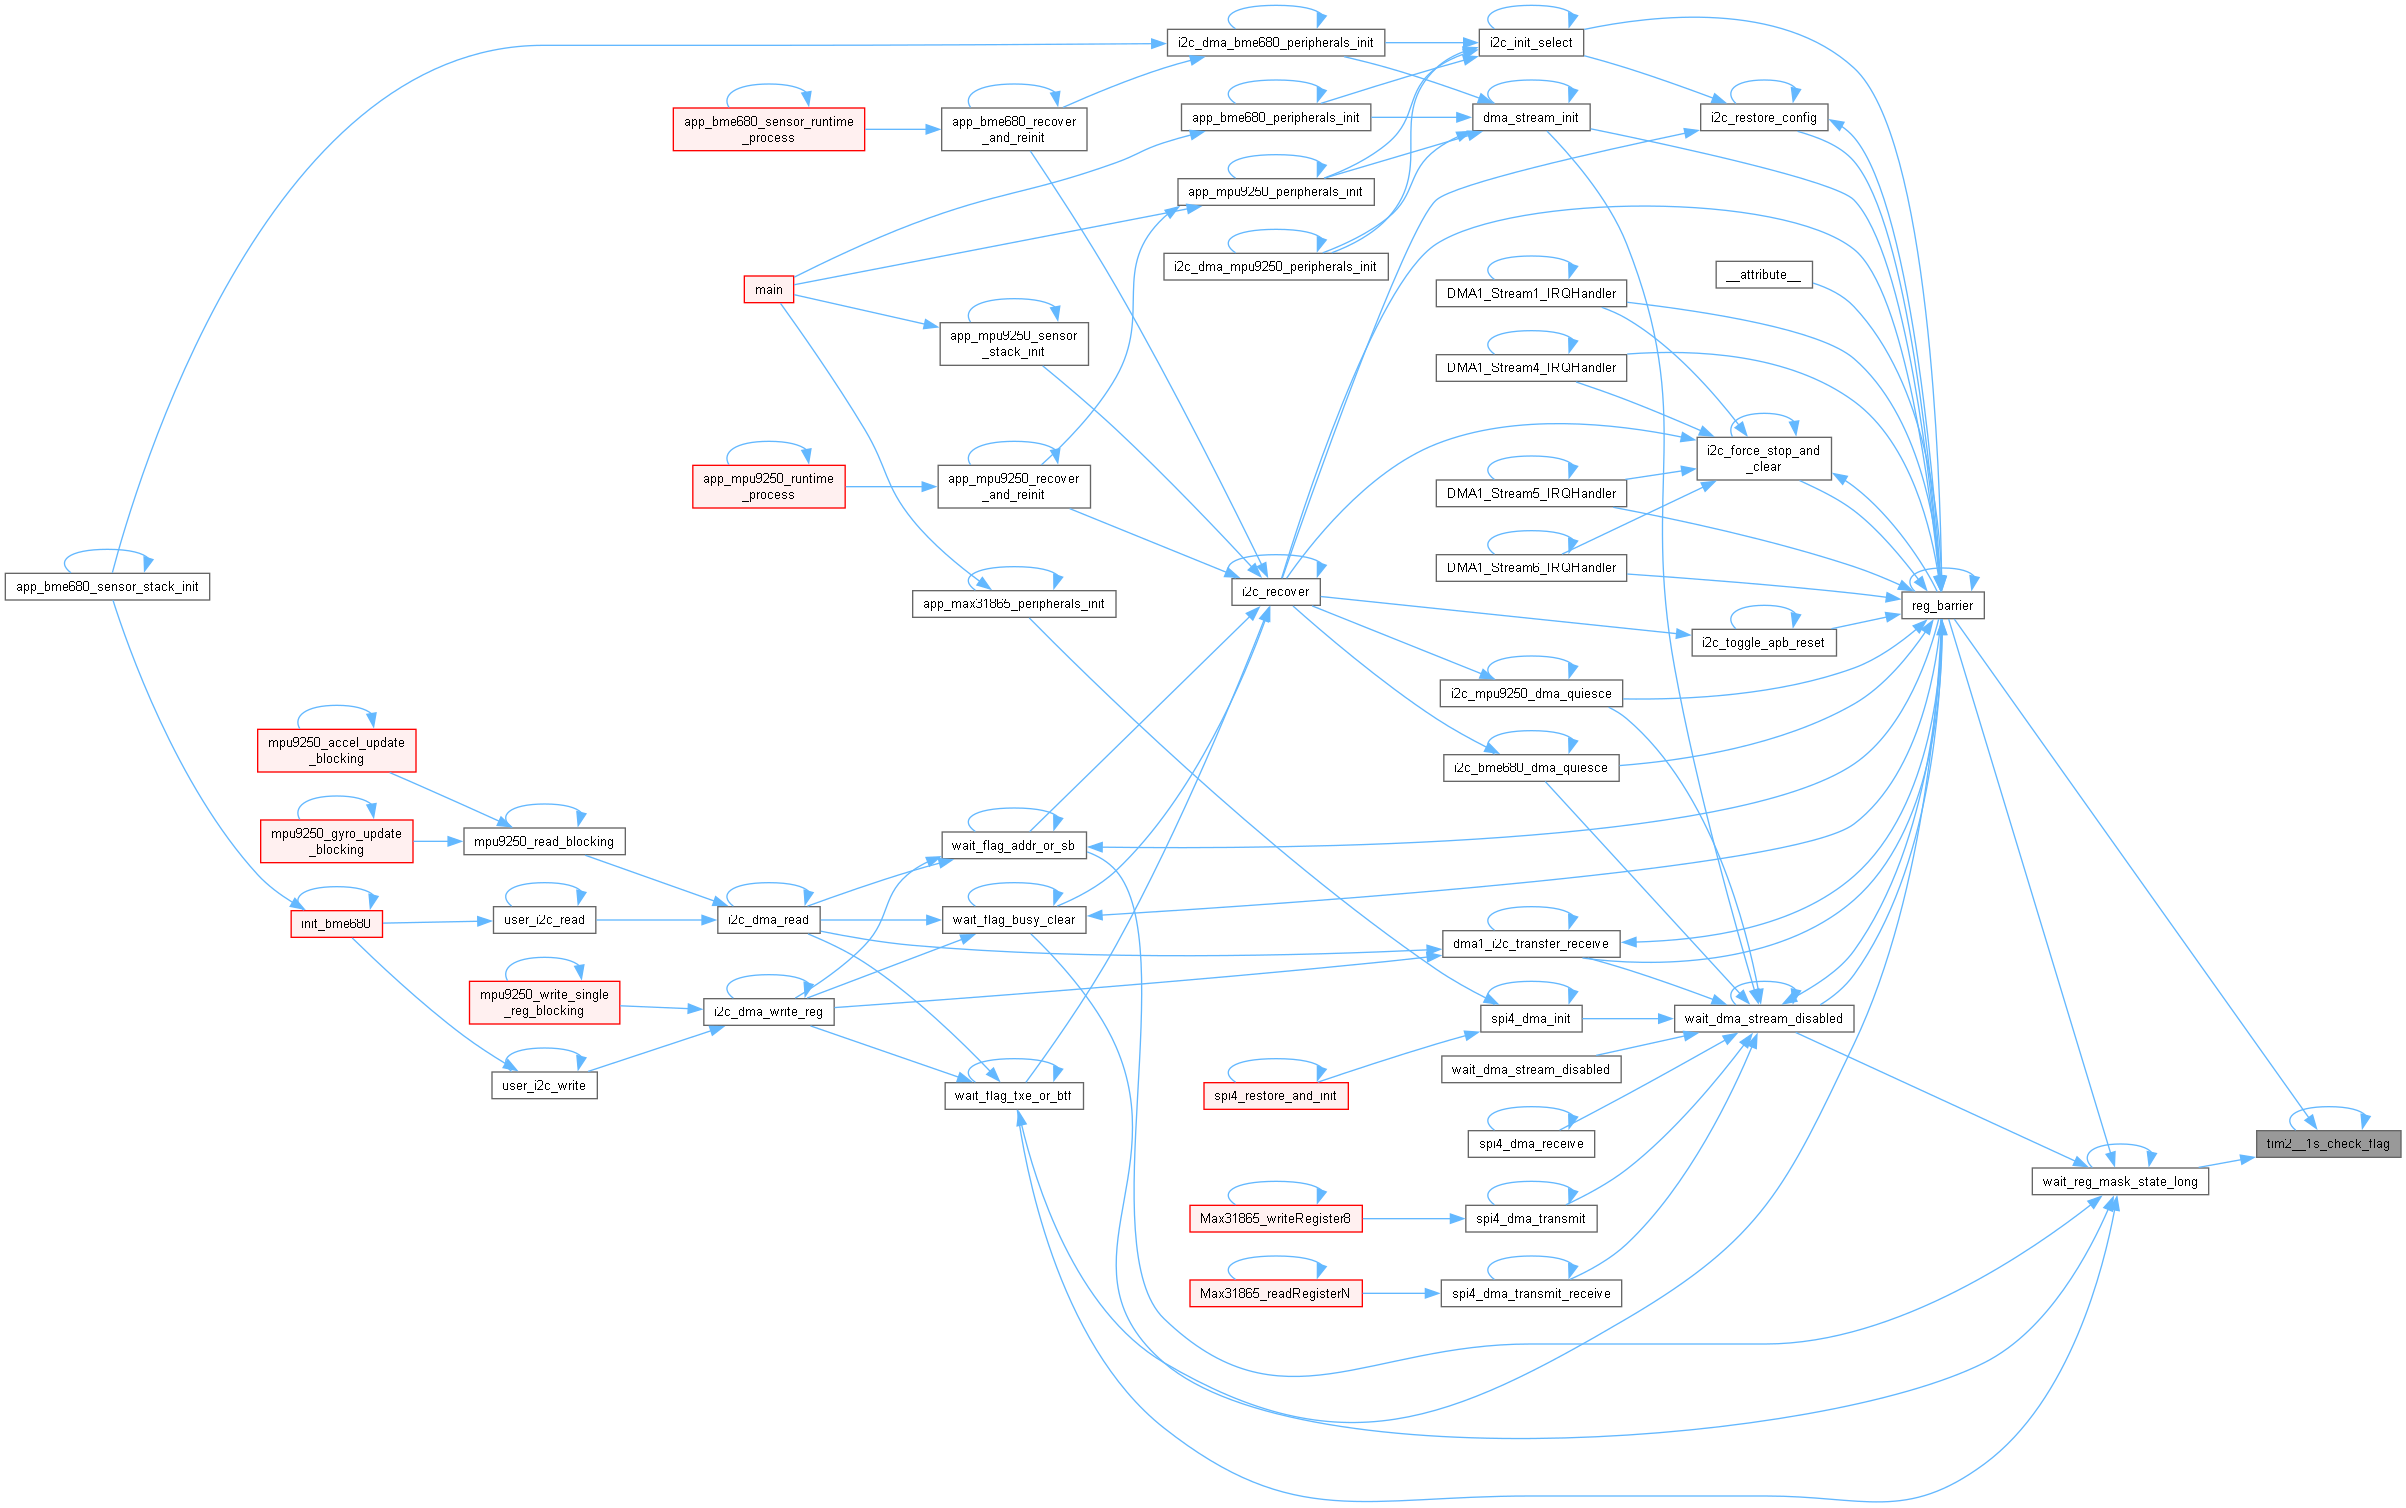 i2c_dma_bme680_peripherals_init
i2c_init_select
app_bme680_sensor_runtime
_process
app_bme680_recover
_and_reinit
app_bme680_peripherals_init
dma_stream_init
i2c_restore_config
app_mpu9250_peripherals_init
i2c_dma_mpu9250_peripherals_init
__attribute__
main
DMA1_Stream1_IRQHandler
app_mpu9250_sensor
_stack_init
DMA1_Stream4_IRQHandler
i2c_force_stop_and
_clear
app_mpu9250_runtime
_process
app_mpu9250_recover
_and_reinit
DMA1_Stream5_IRQHandler
DMA1_Stream6_IRQHandler
app_bme680_sensor_stack_init
app_max31865_peripherals_init
i2c_recover
reg_barrier
i2c_toggle_apb_reset
i2c_mpu9250_dma_quiesce
mpu9250_accel_update
_blocking
i2c_bme680_dma_quiesce
mpu9250_gyro_update
_blocking
mpu9250_read_blocking
wait_flag_addr_or_sb
init_bme680
user_i2c_read
i2c_dma_read
wait_flag_busy_clear
dma1_i2c_transfer_receive
mpu9250_write_single
_reg_blocking
i2c_dma_write_reg
spi4_dma_init
wait_dma_stream_disabled
wait_dma_stream_disabled
user_i2c_write
wait_flag_txe_or_btf
spi4_restore_and_init
spi4_dma_receive
tim2__1s_check_flag
wait_reg_mask_state_long
Max31865_writeRegister8
spi4_dma_transmit
Max31865_readRegisterN
spi4_dma_transmit_receive